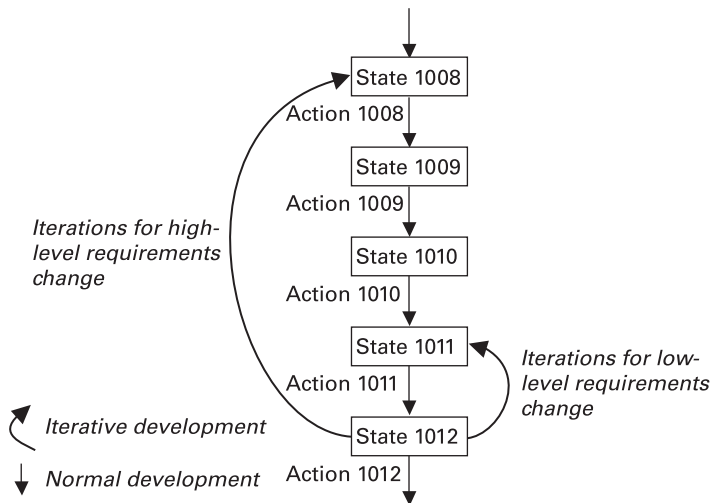 State 1008
Action 1008
State 1009
Action 1009
Iterations for high-
level requirements
change
State 1010
Action 1010
State 1011
Iterations for low-
level requirements
change
Action 1011
Iterative development
State 1012
Action 1012
Normal development